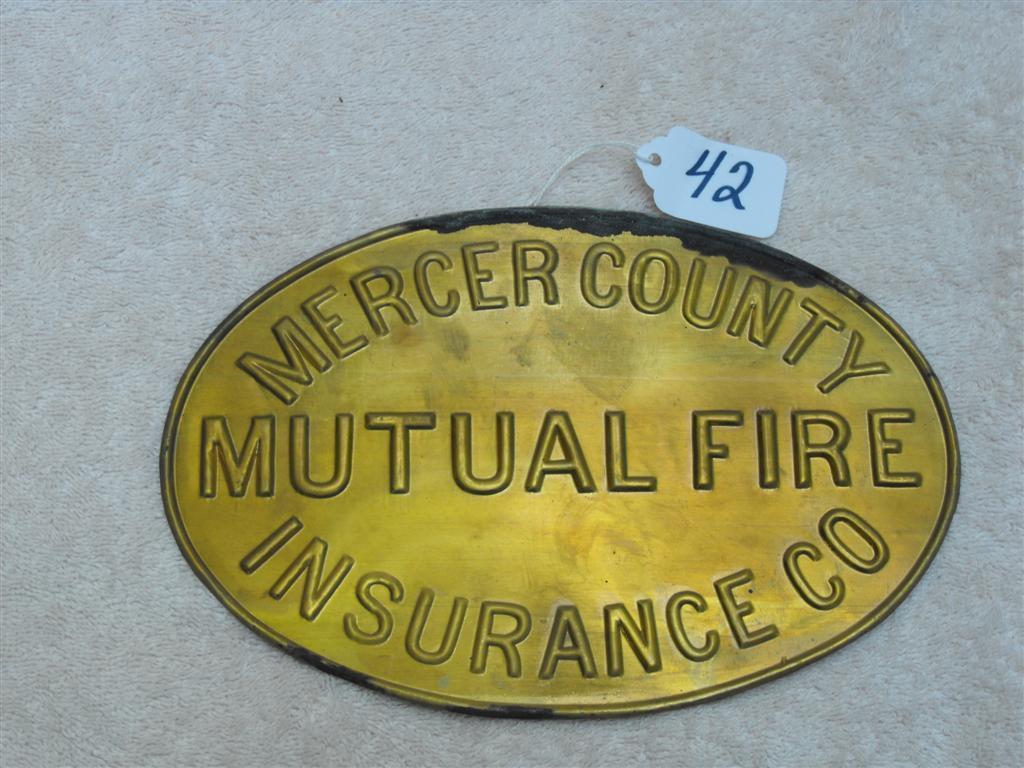 42
MERCER COUNTY
MUTUAL FIRE
INSURANCE CO